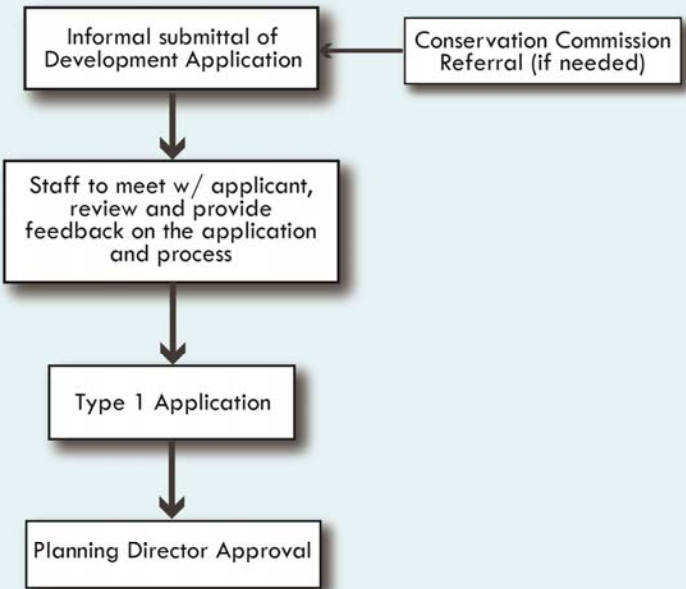 Informal submittal of
Development Application
Conservation Commission
Referral (if needed)
Staff to meet w/ applicant,
review and provide
feedback on the application
and process
Type 1 Application
Planning Director Approval